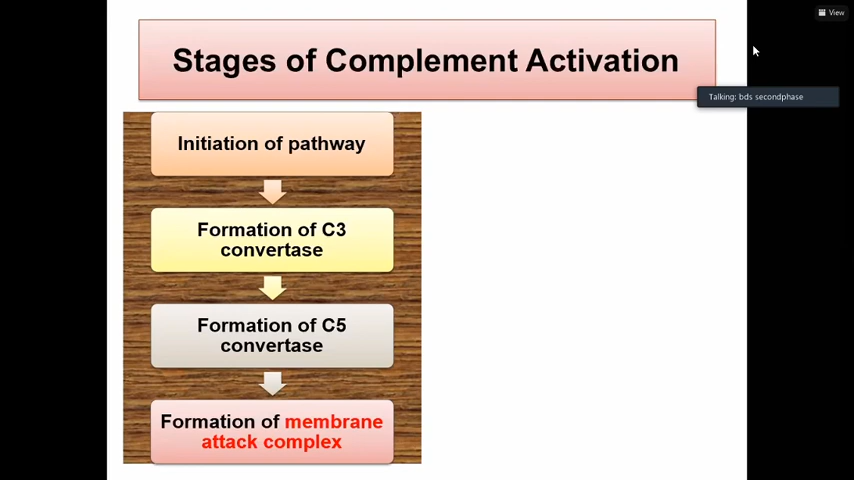 View
Stages of Complement Activation
Talking: bds secondphase
Initiation of pathway
Formation of C3
convertase
Formation of C5
convertase
Formation of membrane
attack complex